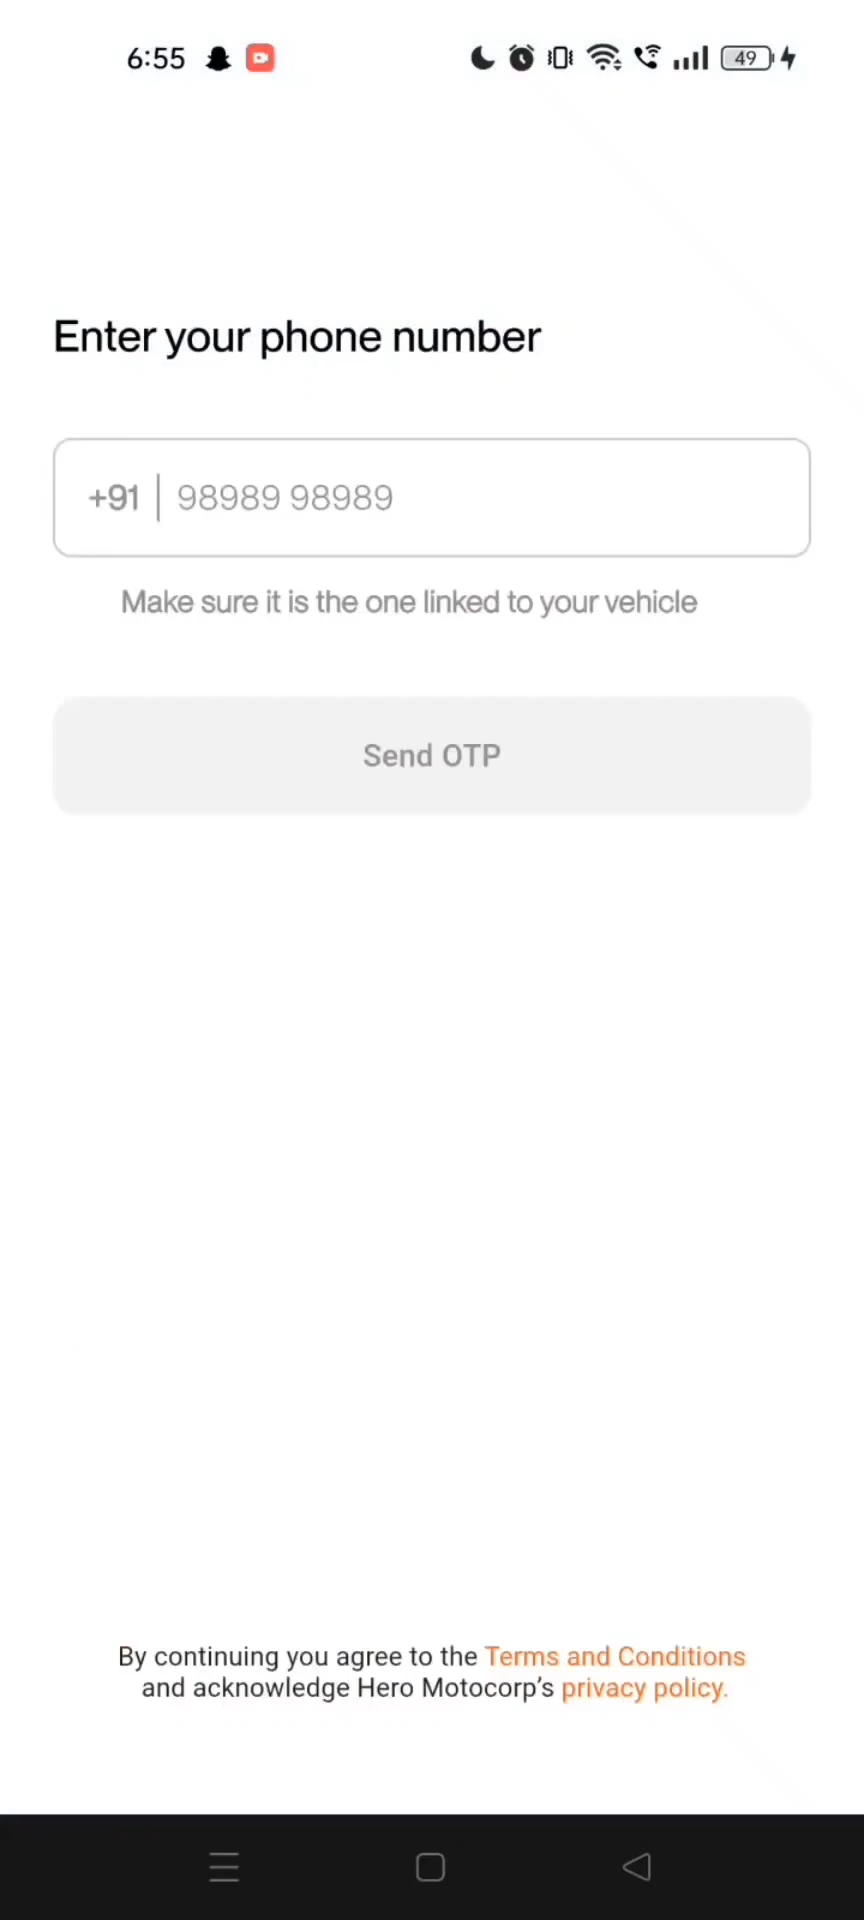 6:55
49
Enter your phone number
+91 98989 98989
Make sure it is the one linked to your vehicle
Send OTP
By continuing you agree to the Terms and Conditions
and acknowledge Hero Motocorp’s privacy policy.